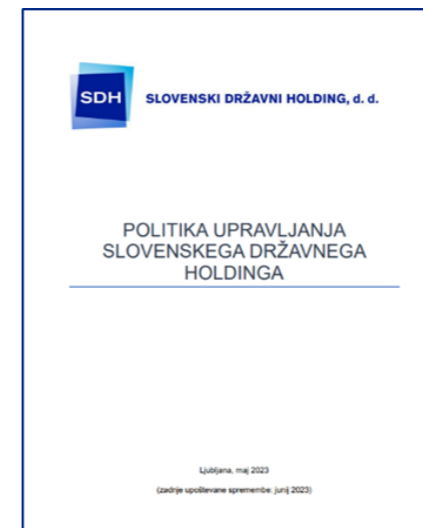 SDH
SLOVENSKI DRŽAVNI HOLDING, d. d.
POLITIKA UPRAVLJANJA
SLOVENSKEGA DRŽAVNEGA
HOLDINGA
Ljubljana, maj 2023
(zadnje upoštevane spremembe: junij 2023)